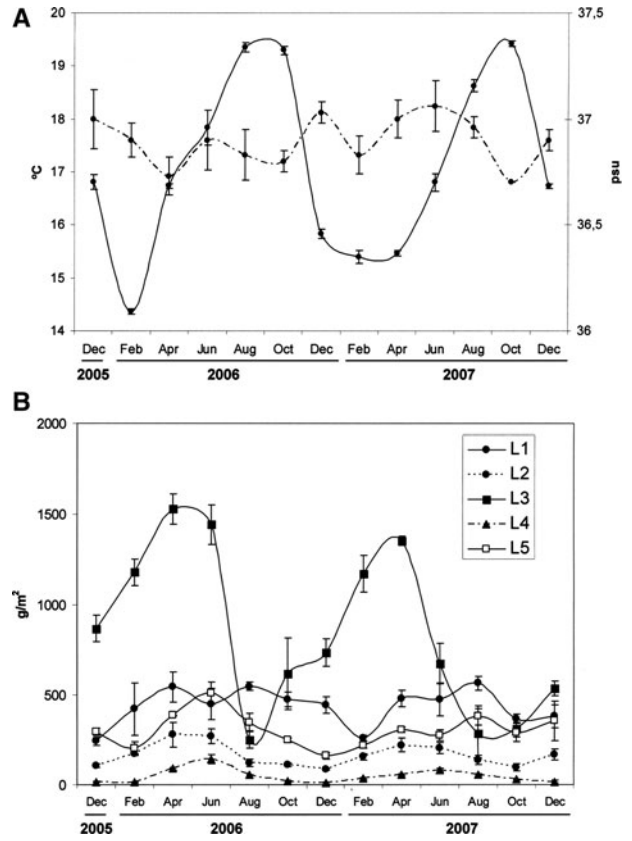 A
20
19
18
17
16
15
14
°C
37,5
37
36,5
36
psu
Dec Feb Apr Jun Aug Oct Dec Feb Apr Jun Aug Oct Dec
2005 2006 2007
B
2000
1500
1000
500
0
g/m²
L1
L2
L3
L4
L5
Dec Feb Apr Jun Aug Oct Dec Feb Apr Jun Aug Oct Dec
2005 2006 2007